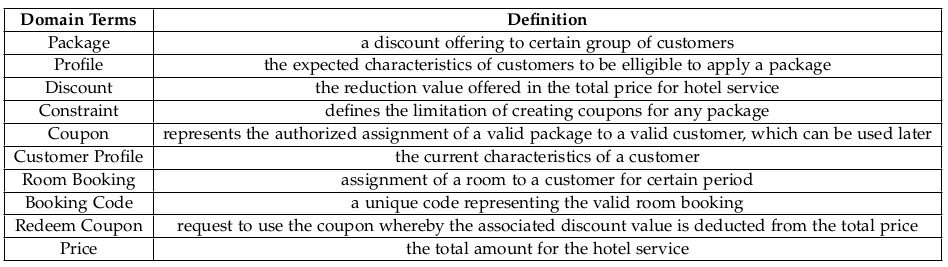 Domain Terms Definition
Package a discount offering to certain group of customers
Profile the expected characteristics of customers to be elligible to apply a package
Discount the reduction value offered in the total price for hotel service
Constraint defines the limitation of creating coupons for any package
Coupon represents the authorized assignment of a valid package to a valid customer, which can be used later
Customer Profile the current characteristics of a customer
Room Booking assignment of a room to a customer for certain period
Booking Code a unique code representing the valid room booking
Redeem Coupon request to use the coupon whereby the associated discount value is deducted from the total price
Price the total amount for the hotel service